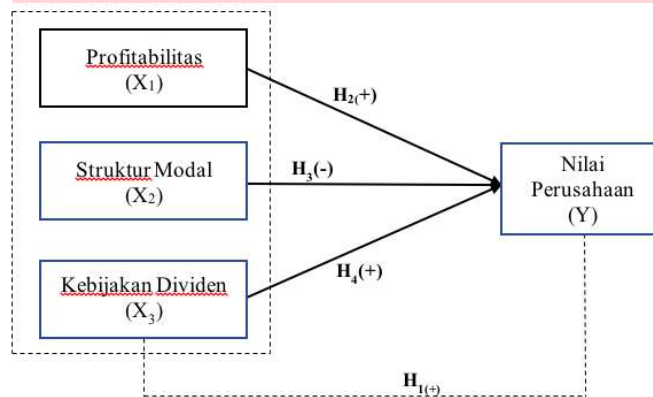 Profitabilitas
(X₁)
H₂(+)
Struktur Modal
(X₂)
H₃(-)
Nilai
Perusahaan
(Y)
Kebijakan Dividen
(X₃)
H₄(+)
H₁(+)